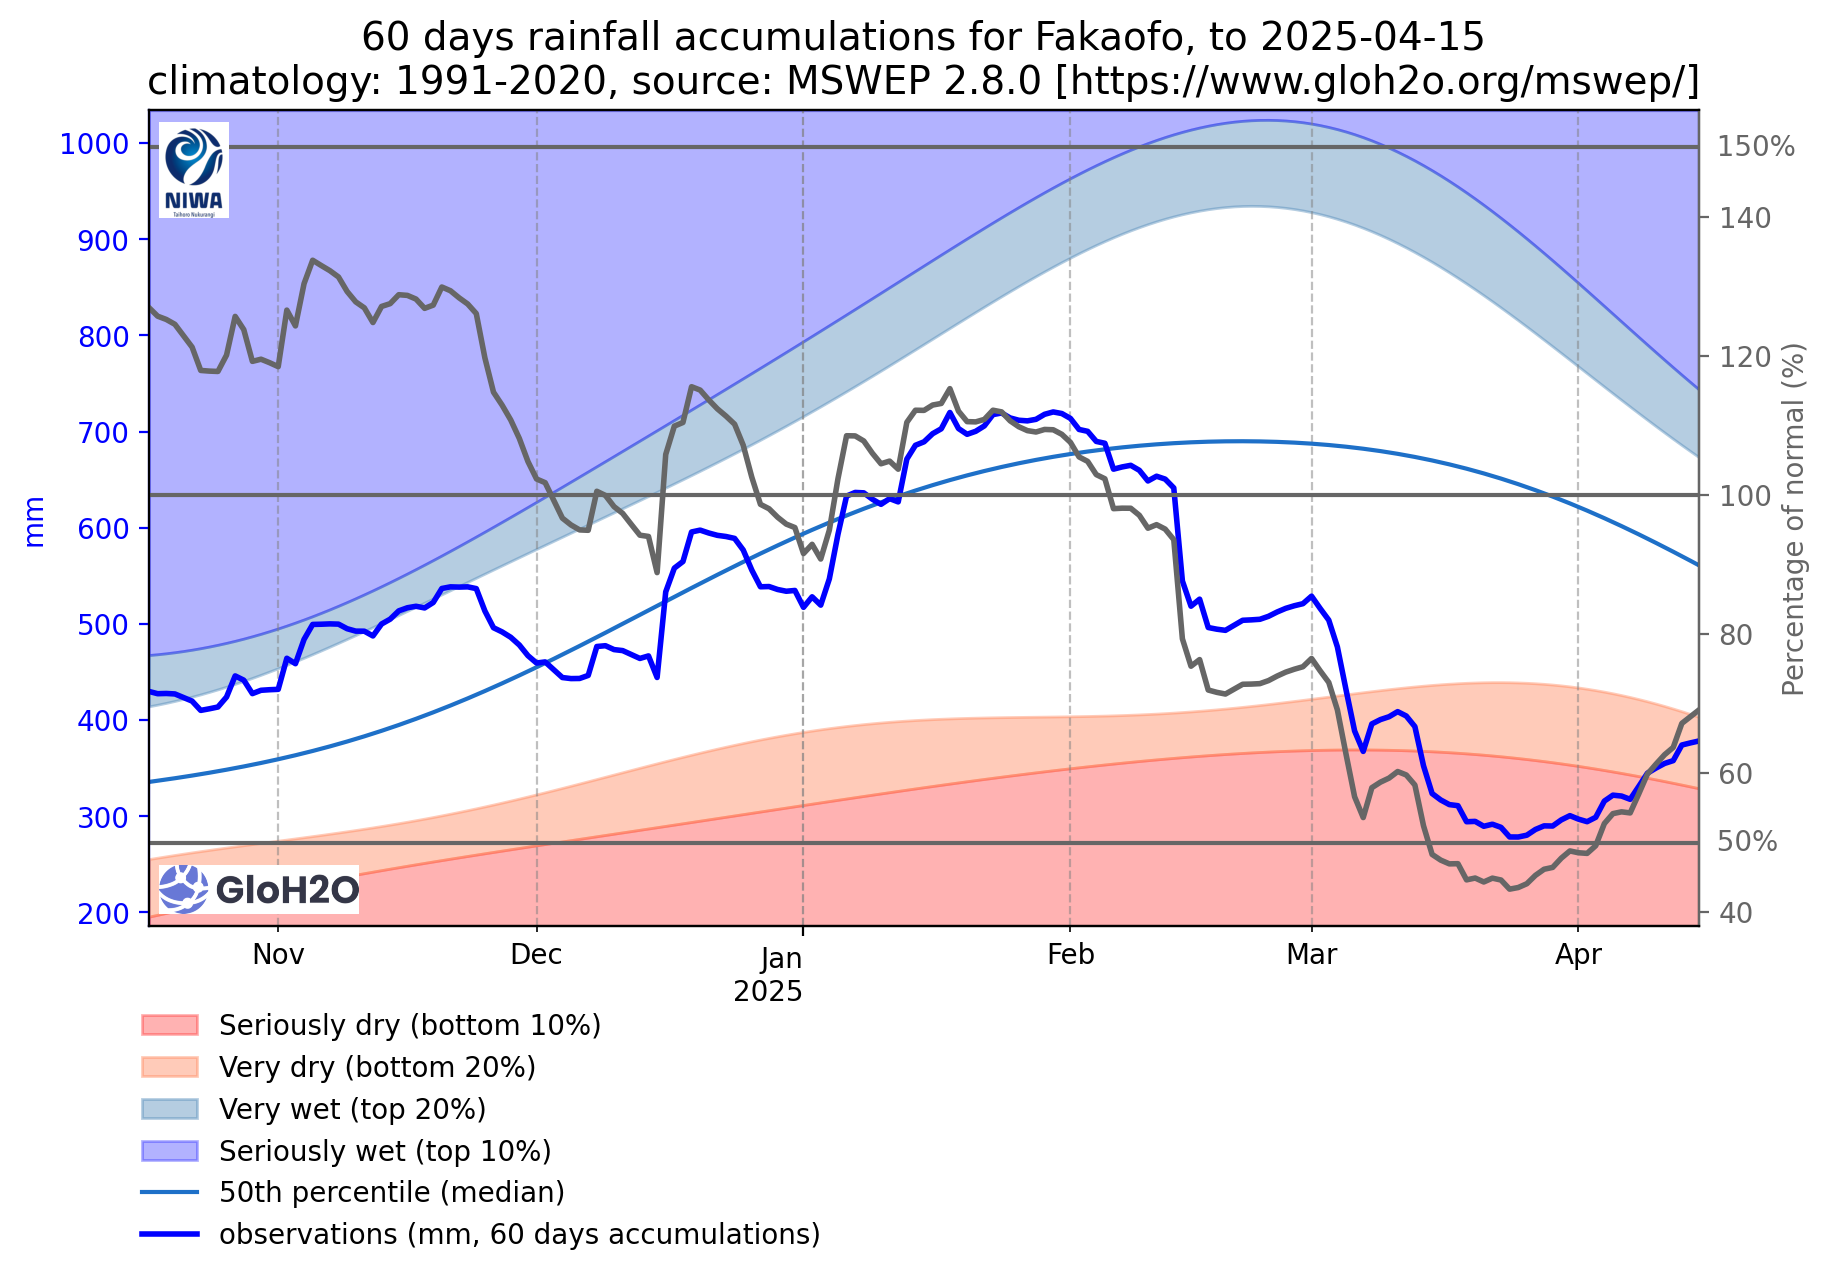 60 days rainfall accumulations for Fakaofo, to 2025-04-15
climatology: 1991-2020, source: MSWEP 2.8.0 [https://www.gloh2o.org/mswep/]
NIWA
Taihoro Nukurangi
1000
900
800
700
600
500
400
300
200
mm
150%
140
120
100
80
60
50%
40
Percentage of normal (%)
GloH2O
Nov
Dec
Jan
2025
Feb
Mar
Apr
Seriously dry (bottom 10%)
Very dry (bottom 20%)
Very wet (top 20%)
Seriously wet (top 10%)
50th percentile (median)
observations (mm, 60 days accumulations)